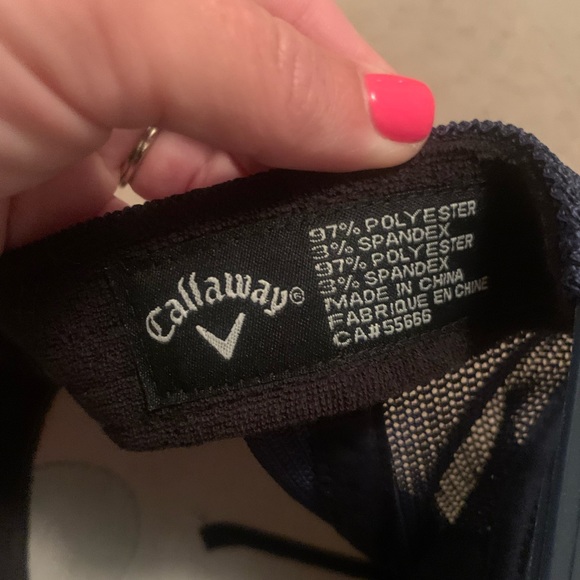 Callaway®
97% POLYESTER
3% SPANDEX
97% POLYESTER
3% SPANDEX
MADE IN CHINA
FABRIQUE EN CHINE
CA#55666